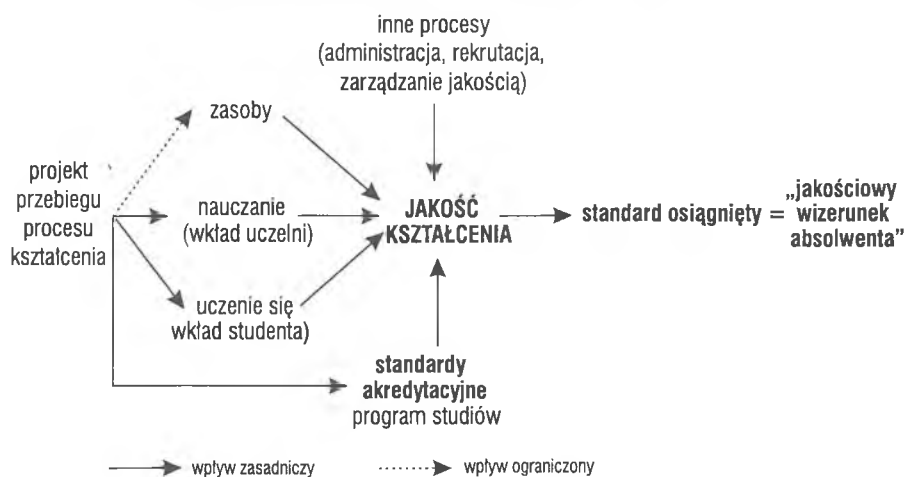 inne procesy
(administracja, rekrutacja,
zarządzanie jakością)
zasoby
projekt
przebiegu
procesu
kształcenia
nauczanie
(wkład uczelni)
uczenie się
wkład studenta)
JAKOŚĆ
KSZTAŁCENIA
standard osiągnięty = „jakościowy
wizerunek
absolwenta”
standardy
akredytacyjne
program studiów
wpływ zasadniczy
wpływ ograniczony